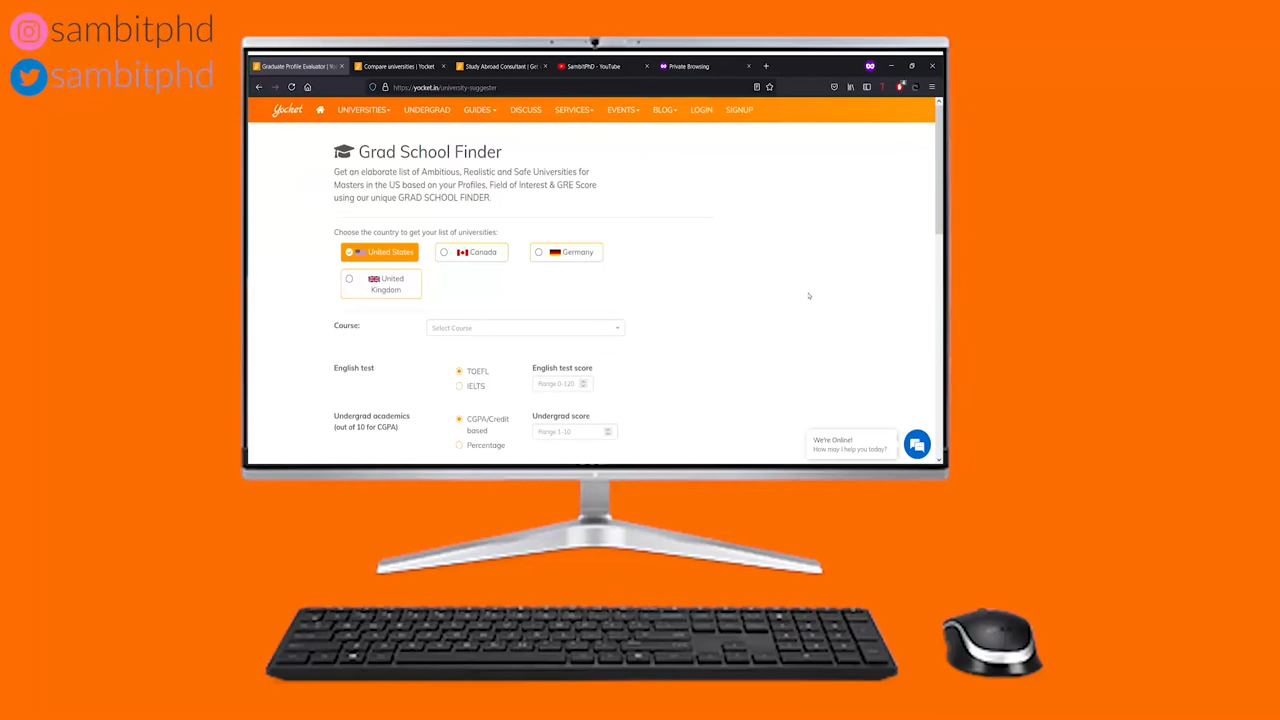 sambitphd
sambitphd
Graduate Profile Evaluator | Yoc
Compare universities | Yocket
Study Abroad Consultant | Get
SambitPhD - YouTube
Private Browsing
https://yocket.in/university-suggester
Yocket UNIVERSITIES UNDERGRAD GUIDES DISCUSS SERVICES EVENTS BLOG LOGIN SIGNUP
Grad School Finder
Get an elaborate list of Ambitious, Realistic and Safe Universities for
Masters in the US based on your Profiles, Field of Interest & GRE Score
using our unique GRAD SCHOOL FINDER.
Choose the country to get your list of universities:
United States
Canada
Germany
United
Kingdom
Course:
Select Course
English test
TOEFL
IELTS
English test score
Range 0-120
Undergrad academics
(out of 10 for CGPA)
CGPA/Credit
based
Percentage
Undergrad score
Range 1-10
We're Online!
How may I help you today?